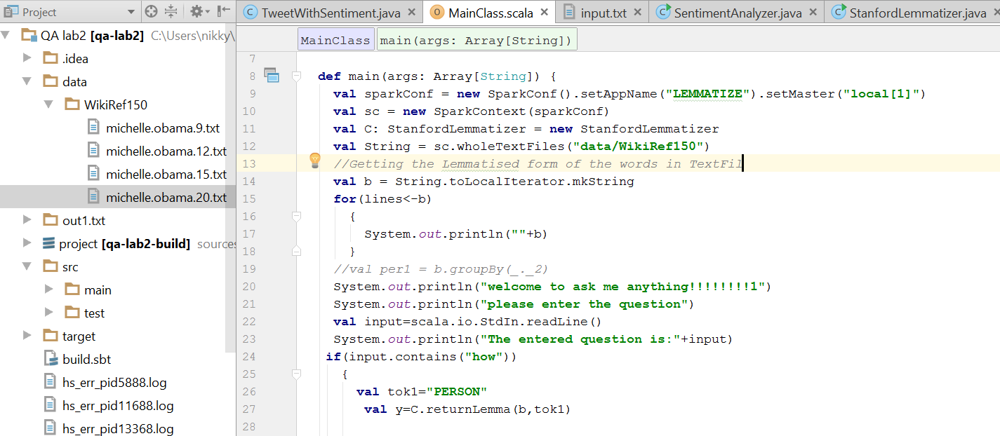 Project
TweetWithSentiment.java
MainClass.scala
input.txt
SentimentAnalyzer.java
StanfordLemmatizer.java
QA lab2 [qa-lab2] C:\Users\nikky\
.idea
data
WikiRef150
michelle.obama.9.txt
michelle.obama.12.txt
michelle.obama.15.txt
michelle.obama.20.txt
out1.txt
project [qa-lab2-build] sources
src
main
test
target
build.sbt
hs_err_pid5888.log
hs_err_pid11688.log
hs_err_pid13368.log
MainClass main(args: Array[String])
7
8 def main(args: Array[String]) {
9 val sparkConf = new SparkConf().setAppName("LEMMATIZE").setMaster("local[1]")
10 val sc = new SparkContext(sparkConf)
11 val C: StanfordLemmatizer = new StanfordLemmatizer
12 val String = sc.wholeTextFiles("data/WikiRef150")
13 //Getting the Lemmatised form of the words in TextFil
14 val b = String.toLocalIterator.mkString
15 for(lines<-b)
16 {
17 System.out.println(""+b)
18 }
19 //val per1 = b.groupBy(_._2)
20 System.out.println("welcome to ask me anything!!!!!!!!1")
21 System.out.println("please enter the question")
22 val input=scala.io.StdIn.readLine()
23 System.out.println("The entered question is:"+input)
24 if(input.contains("how"))
25 {
26 val tok1="PERSON"
27 val y=C.returnLemma(b,tok1)
28